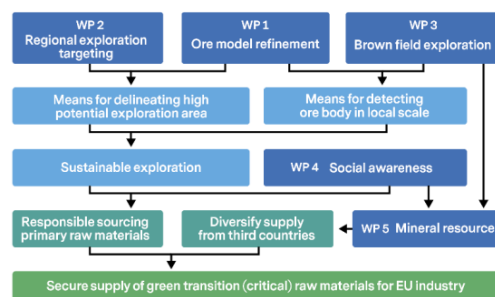 WP 2
Regional exploration
targeting
WP 1
Ore model refinement
WP 3
Brown field exploration
Means for delineating high
potential exploration area
Means for detecting
ore body in local scale
Sustainable exploration
WP 4 Social awareness
Responsible sourcing
primary raw materials
Diversify supply
from third countries
WP 5 Mineral resource
Secure supply of green transition (critical) raw materials for EU industry